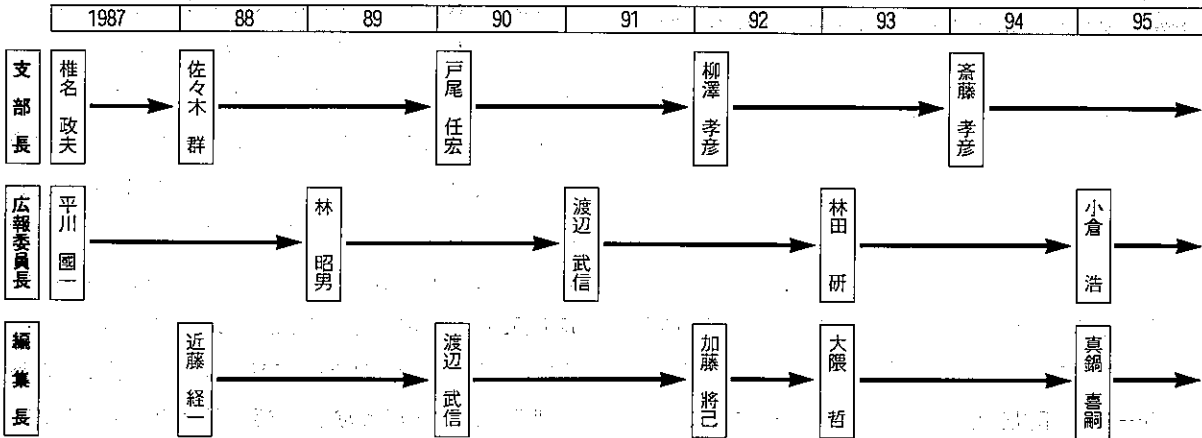 1987 88 89 90 91 92 93 94 95
支部長 椎名 政夫 佐々木 群 戸尾 任宏 柳澤 孝彦 斎藤 孝彦
広報委員長 平川 國一 林 昭男 渡辺 武信 林田 研 小倉 浩
編集長 近藤 経一 渡辺 武信 加藤 將己 大隈 哲 真鍋 喜嗣